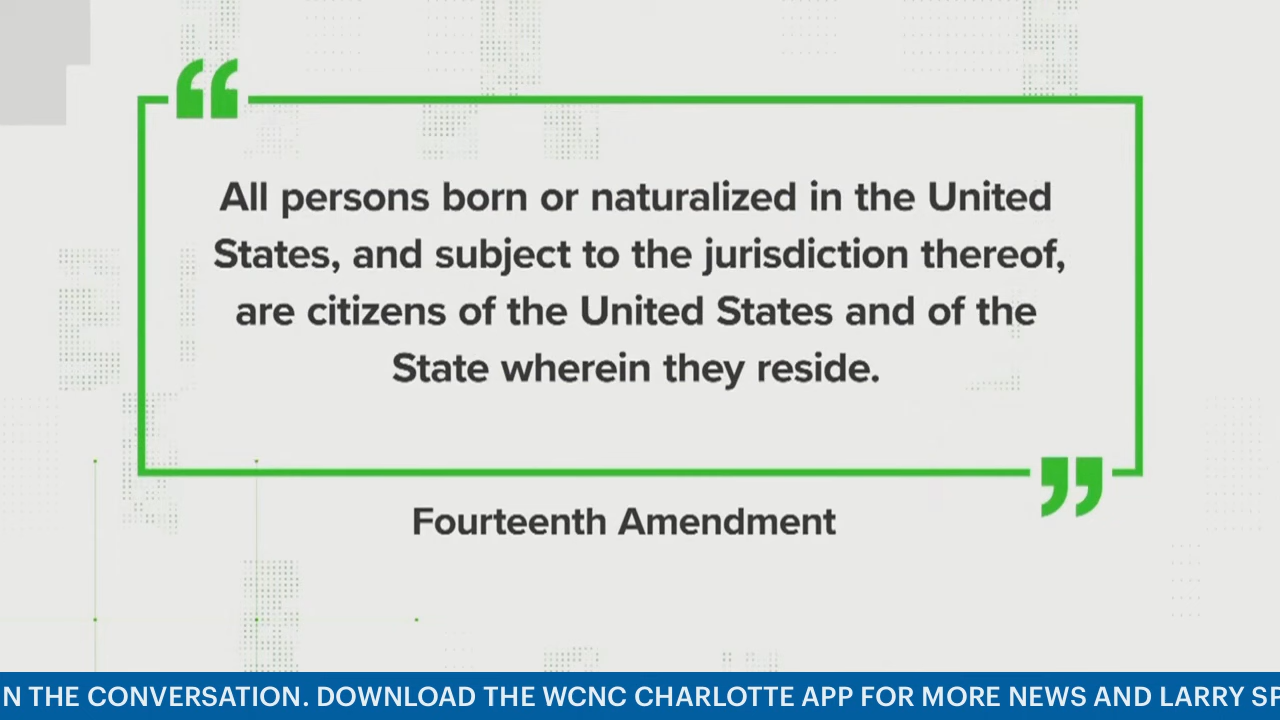 “
All persons born or naturalized in the United
States, and subject to the jurisdiction thereof,
are citizens of the United States and of the
State wherein they reside.
”
Fourteenth Amendment
N THE CONVERSATION. DOWNLOAD THE WCNC CHARLOTTE APP FOR MORE NEWS AND LARRY SP